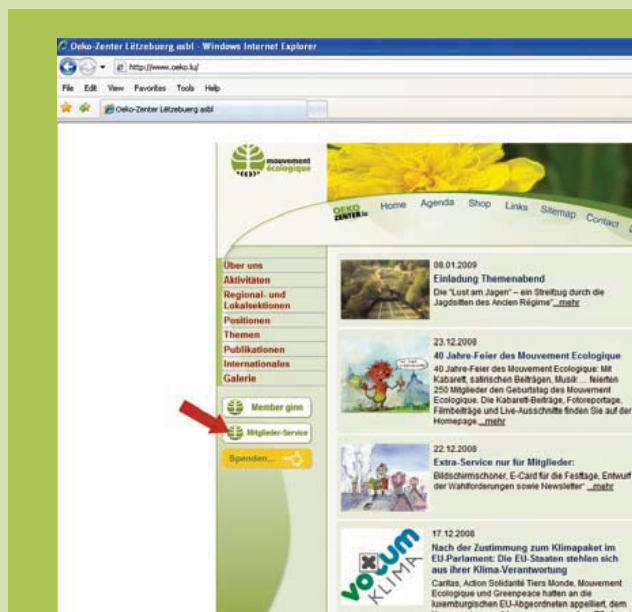 Oeko-Zenter Lëtzebuerg asbl - Windows Internet Explorer
http://www.oeko.lu/
File Edit View Favorites Tools Help
Oeko-Zenter Lëtzebuerg asbl
mouvement
écologique
OEKO
ZENTER.lu
Home Agenda Shop Links Sitemap Contact
Über uns
Aktivitäten
Regional- und
Lokalsektionen
Positionen
Themen
Publikationen
Internationales
Galerie
Member ginn
Mitglieder-Service
Spenden...
08.01.2009
Einladung Themenabend
Die "Lust am Jagen" – ein Streifzug durch die
Jagdsitten des Ancien Régime"...mehr
23.12.2008
40 Jahre-Feier des Mouvement Ecologique
40 Jahre-Feier des Mouvement Ecologique: Mit
Kabarett, satirischen Beiträgen, Musik ... feierten
250 Mitglieder den Geburtstag des Mouvement
Ecologique. Die Kabarett-Beiträge, Fotoreportage,
Filmbeiträge und Live-Ausschnitte finden Sie auf der
Homepage ...mehr
22.12.2008
Extra-Service nur für Mitglieder:
Bildschirmschoner, E-Card für die Festtage, Entwurf
der Wahlforderungen sowie Newsletter" ...mehr
VOTUM
KLIMA
17.12.2008
Nach der Zustimmung zum Klimapaket im
EU-Parlament: Die EU-Staaten stehlen sich
aus ihrer Klima-Verantwortung
Caritas, Action Solidarité Tiers Monde, Mouvement
Ecologique und Greenpeace hatten an die
luxemburgischen EU-Abgeordneten appelliert, dem